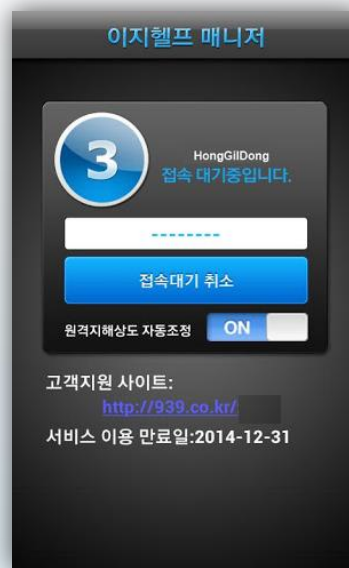 이지헬프 매니저
3
HongGilDong
접속 대기중입니다.
--------
접속대기 취소
원격지해상도 자동조정 ON
고객지원 사이트:
http://939.co.kr/
서비스 이용 만료일:2014-12-31